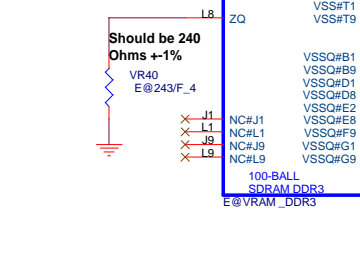 VSS#T1
L8 ZQ VSS#T9
Should be 240
Ohms +-1%
VR40
E@243/F_4
VSSQ#B1
VSSQ#B9
VSSQ#D1
VSSQ#D8
VSSQ#E2
J1 NC#J1 VSSQ#E8
L1 NC#L1 VSSQ#F9
J9 NC#J9 VSSQ#G1
L9 NC#L9 VSSQ#G9
100-BALL
SDRAM DDR3
E@VRAM _DDR3